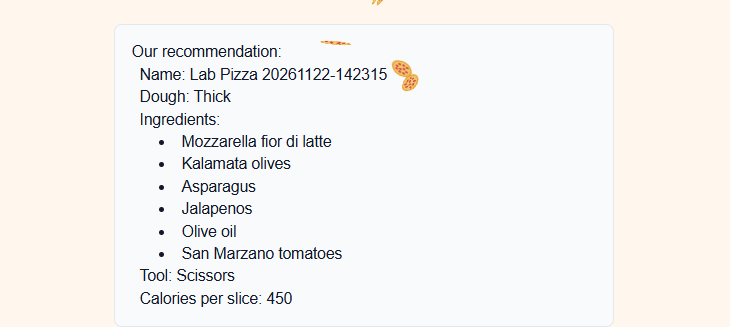 Our recommendation:
Name: Lab Pizza 20261122-142315
Dough: Thick
Ingredients:
• Mozzarella fior di latte
• Kalamata olives
• Asparagus
• Jalapenos
• Olive oil
• San Marzano tomatoes
Tool: Scissors
Calories per slice: 450